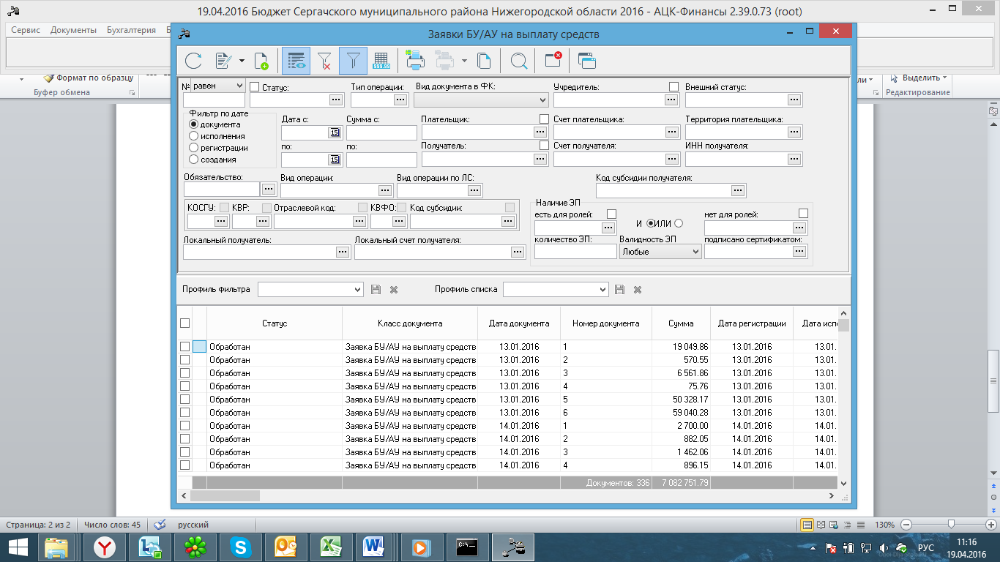 19.04.2016 Бюджет Сергачского муниципального района Нижегородской области 2016 - АЦК-Финансы 2.39.0.73 (root)
Сервис Документы Бухгалтерия
Заявки БУ/АУ на выплату средств
Формат по образцу
Буфер обмена
Выделить
Редактирование
№ равен Статус: Тип операции: Вид документа в ФК: Учредитель: Внешний статус:
Фильтр по дате
документа
исполнения
регистрации
создания
Дата с: Сумма с: Плательщик: Счет плательщика: Территория плательщика:
15
по: по: Получатель: Счет получателя: ИНН получателя:
15
Обязательство: Вид операции: Вид операции по ЛС: Код субсидии получателя:
КОСГУ: КВР: Отраслевой код: КВФО: Код субсидии:
Наличие ЭП
есть для ролей: И ИЛИ нет для ролей:
количество ЭП: Валидность ЭП подписано сертификатом:
Любые
Локальный получатель: Локальный счет получателя:
Профиль фильтра Профиль списка
Статус Класс документа Дата документа Номер документа Сумма Дата регистрации Дата испо
Обработан Заявка БУ/АУ на выплату средств 13.01.2016 1 19 049.86 13.01.2016 13.01.
Обработан Заявка БУ/АУ на выплату средств 13.01.2016 2 570.55 13.01.2016 13.01.
Обработан Заявка БУ/АУ на выплату средств 13.01.2016 3 6 561.86 13.01.2016 13.01.
Обработан Заявка БУ/АУ на выплату средств 13.01.2016 4 75.76 13.01.2016 13.01.
Обработан Заявка БУ/АУ на выплату средств 13.01.2016 5 50 328.17 13.01.2016 13.01.
Обработан Заявка БУ/АУ на выплату средств 13.01.2016 6 59 040.28 13.01.2016 13.01.
Обработан Заявка БУ/АУ на выплату средств 14.01.2016 1 2 700.00 14.01.2016 14.01.
Обработан Заявка БУ/АУ на выплату средств 14.01.2016 2 882.05 14.01.2016 14.01.
Обработан Заявка БУ/АУ на выплату средств 14.01.2016 3 1 462.06 14.01.2016 14.01.
Обработан Заявка БУ/АУ на выплату средств 14.01.2016 4 896.15 14.01.2016 14.01.
Документов: 336 7 082 751.79
Страница: 2 из 2 Число слов: 45 русский 130%
РУС 11:16
19.04.2016